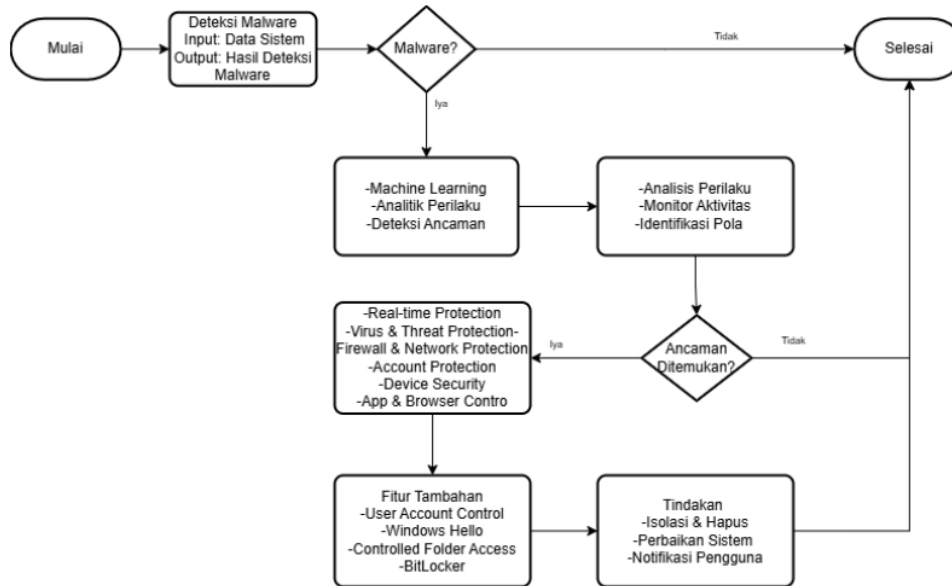 Mulai
Deteksi Malware
Input: Data Sistem
Output: Hasil Deteksi
Malware
Malware?
Tidak
Selesai
Iya
-Machine Learning
-Analitik Perilaku
-Deteksi Ancaman
-Analisis Perilaku
-Monitor Aktivitas
-Identifikasi Pola
Ancaman
Ditemukan?
Tidak
Iya
-Real-time Protection
-Virus & Threat Protection-
Firewall & Network Protection
-Account Protection
-Device Security
-App & Browser Contro
Fitur Tambahan
-User Account Control
-Windows Hello
-Controlled Folder Access
-BitLocker
Tindakan
-Isolasi & Hapus
-Perbaikan Sistem
-Notifikasi Pengguna